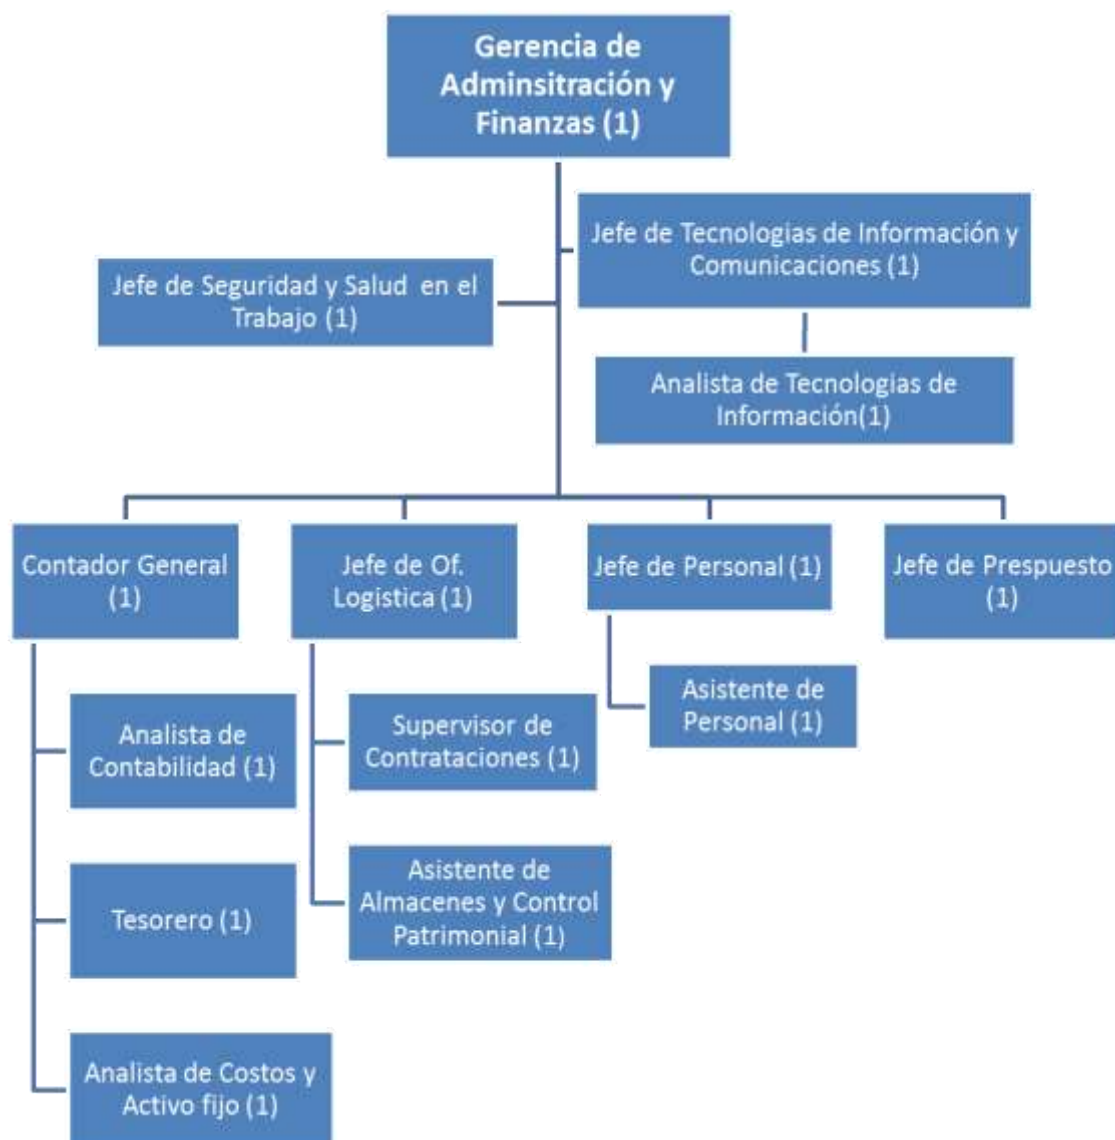 Gerencia de
Adminsitración y
Finanzas (1)
Jefe de Tecnologias de Información y
Comunicaciones (1)
Jefe de Seguridad y Salud en el
Trabajo (1)
Analista de Tecnologias de
Información(1)
Contador General
(1)
Jefe de Of.
Logistica (1)
Jefe de Personal (1)
Jefe de Prespuesto
(1)
Analista de
Contabilidad (1)
Supervisor de
Contrataciones (1)
Asistente de
Personal (1)
Tesorero (1)
Asistente de
Almacenes y Control
Patrimonial (1)
Analista de Costos y
Activo fijo (1)